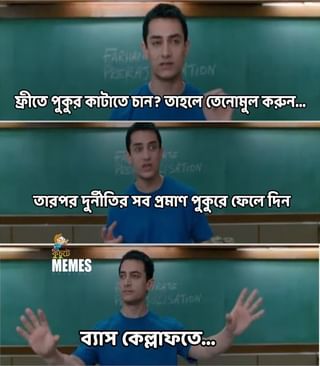 ফ্রীতে পুকুর কাটাতে চান? তাহলে তেনোমুল করুন...
তারপর দুর্নীতির সব প্রমাণ পুকুরে ফেলে দিন
MEMES
ব্যাস কেল্লাফতে...